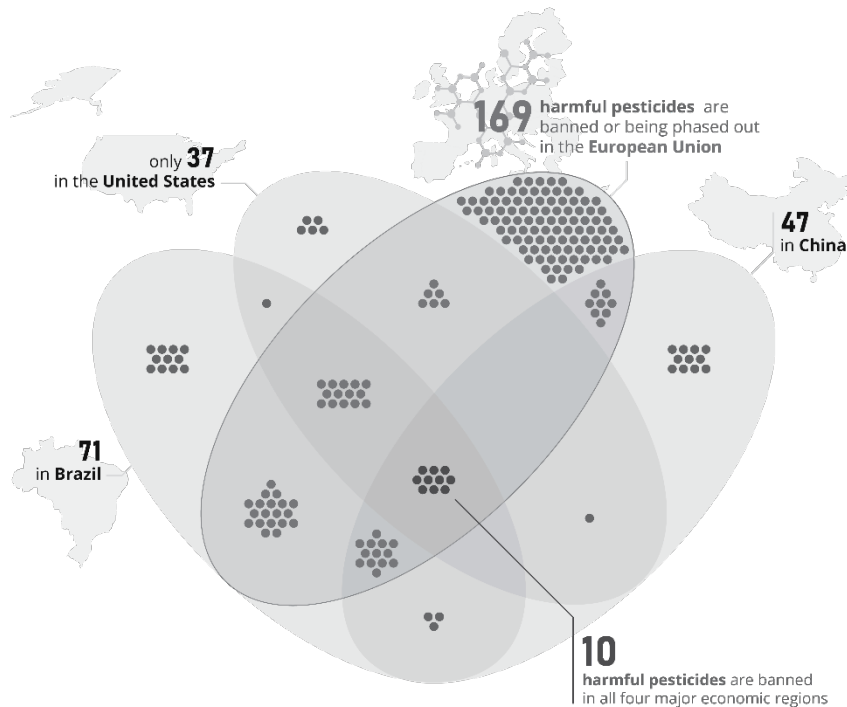 169 harmful pesticides are
banned or being phased out
in the European Union
only 37
in the United States
47
in China
71
in Brazil
10
harmful pesticides are banned
in all four major economic regions